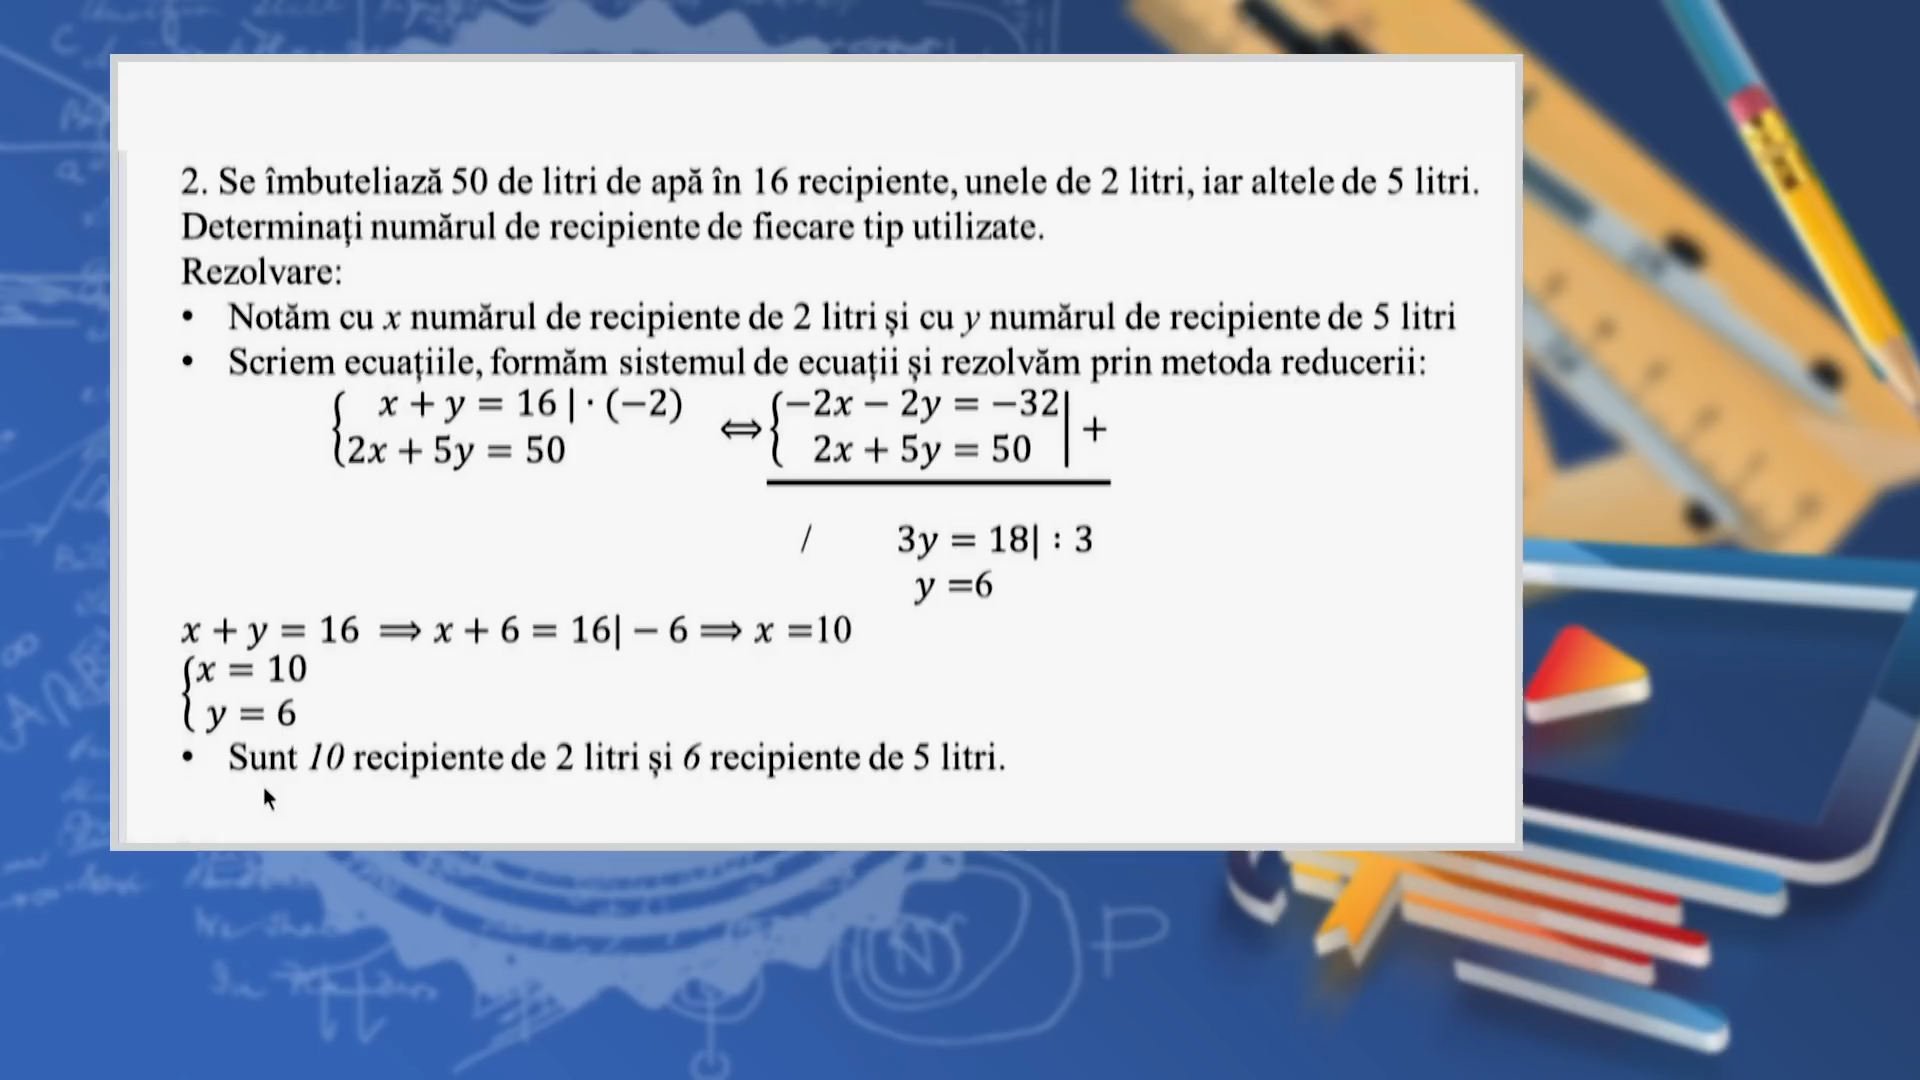 2. Se îmbuteliază 50 de litri de apă în 16 recipiente, unele de 2 litri, iar altele de 5 litri.
Determinați numărul de recipiente de fiecare tip utilizate.
Rezolvare:
• Notăm cu x numărul de recipiente de 2 litri și cu y numărul de recipiente de 5 litri
• Scriem ecuațiile, formăm sistemul de ecuații și rezolvăm prin metoda reducerii:
{ x + y = 16 | · (−2) ⇔ { −2x − 2y = −32 | +
2x + 5y = 50 2x + 5y = 50
/ 3y = 18| : 3
y =6
x + y = 16 ⟹ x + 6 = 16| − 6 ⟹ x =10
{ x = 10
y = 6
• Sunt 10 recipiente de 2 litri și 6 recipiente de 5 litri.
N
P